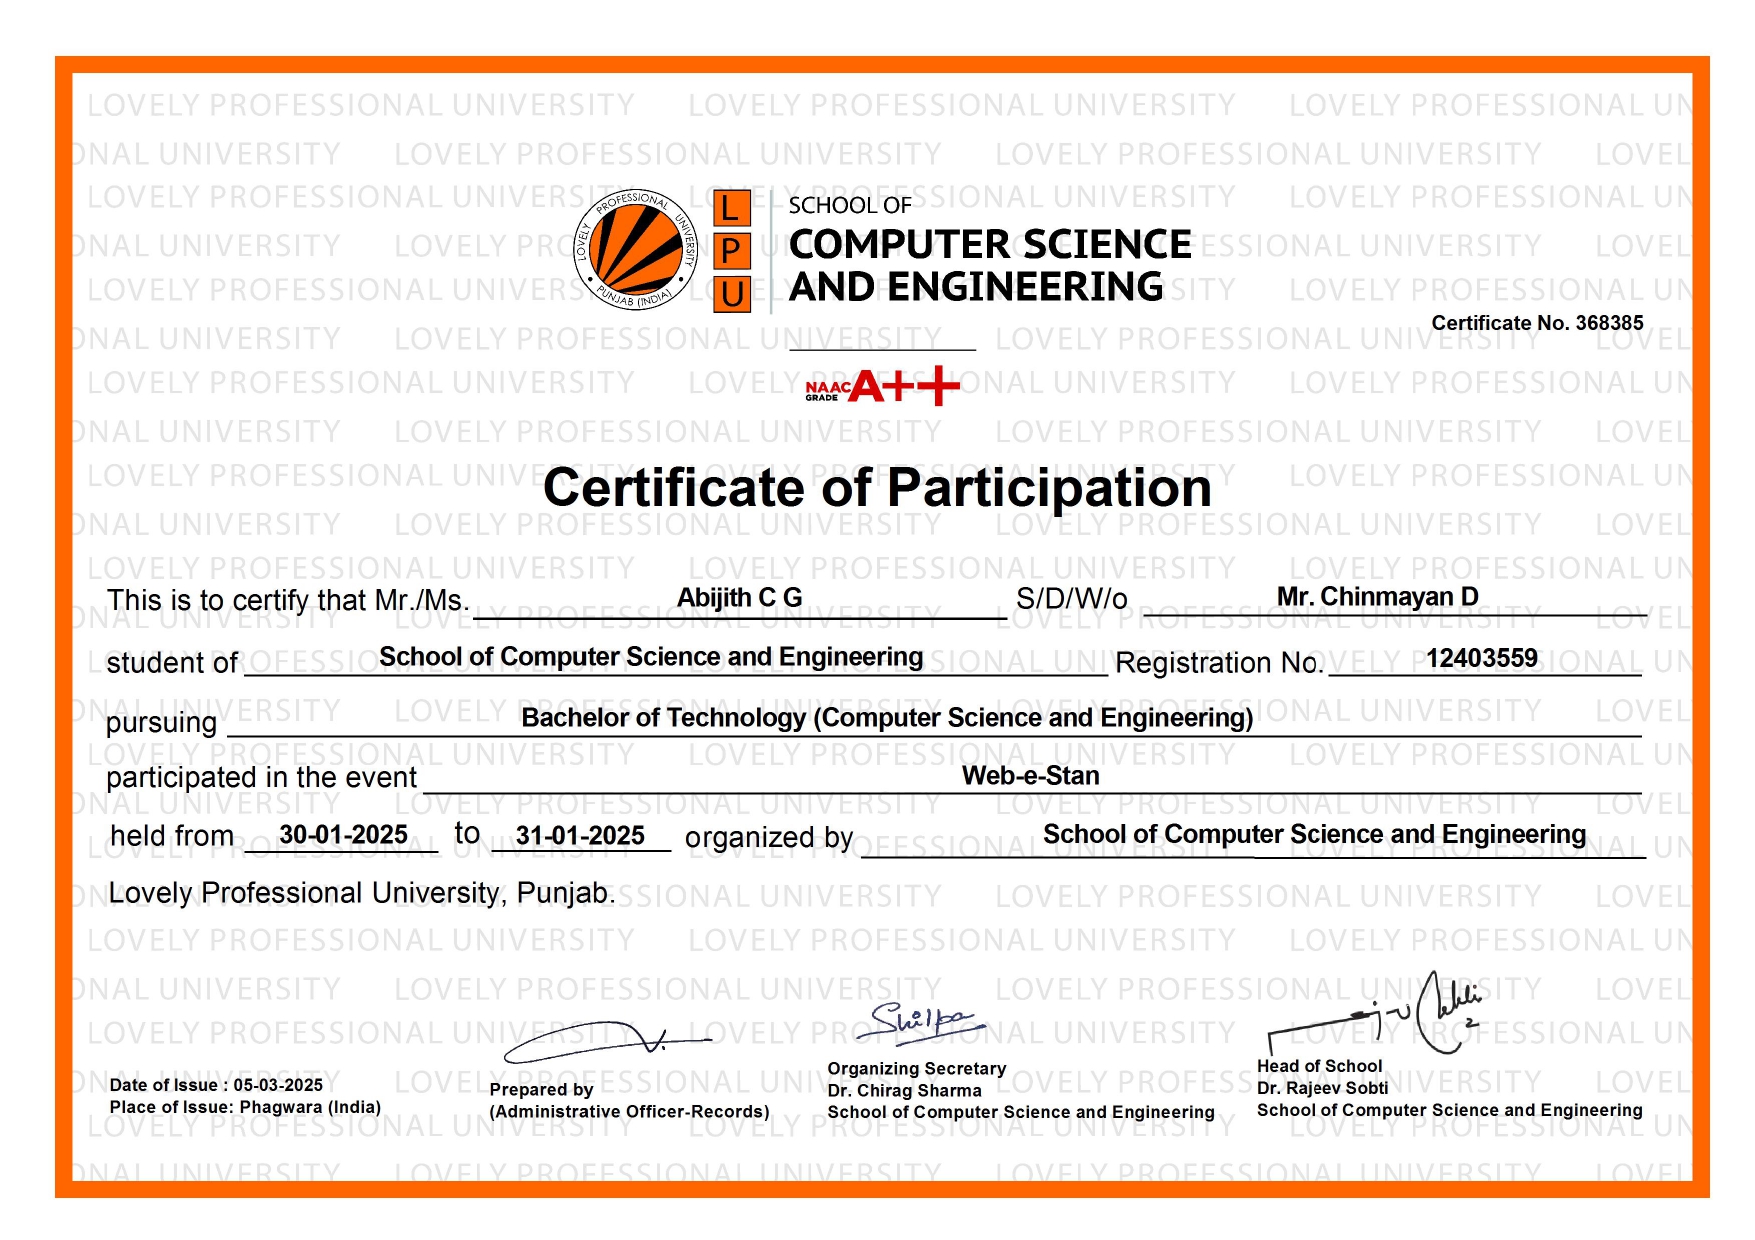 LOVELY PROFESSIONAL UNIVERSITY
LOVELY PROFESSIONAL UNIVERSITY PUNJAB (INDIA)
L P U
SCHOOL OF
COMPUTER SCIENCE
AND ENGINEERING
Certificate No. 368385
NAAC GRADE A++
Certificate of Participation
This is to certify that Mr./Ms. Abijith C G S/D/W/o Mr. Chinmayan D
student of School of Computer Science and Engineering Registration No. 12403559
pursuing Bachelor of Technology (Computer Science and Engineering)
participated in the event Web-e-Stan
held from 30-01-2025 to 31-01-2025 organized by School of Computer Science and Engineering
Lovely Professional University, Punjab.
Date of Issue : 05-03-2025
Place of Issue: Phagwara (India)
Prepared by
(Administrative Officer-Records)
Shilpa
Organizing Secretary
Dr. Chirag Sharma
School of Computer Science and Engineering
Head of School
Dr. Rajeev Sobti
School of Computer Science and Engineering